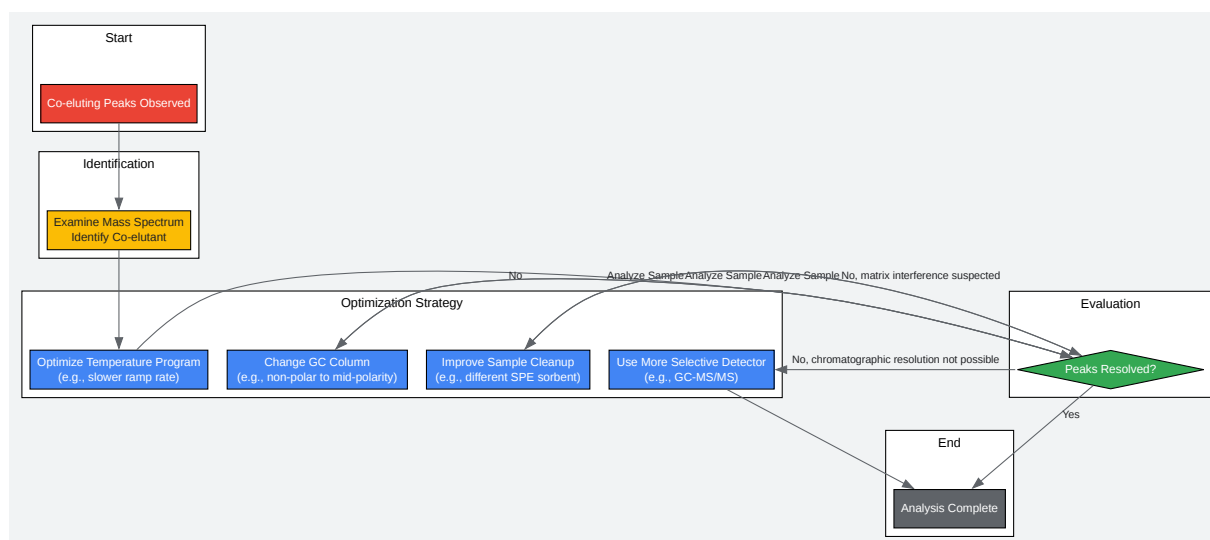 Start
Co-eluting Peaks Observed
Identification
Examine Mass Spectrum
Identify Co-elutant
No
Analyze Sample
Analyze Sample
Analyze Sample
No, matrix interference suspected
Optimization Strategy
Evaluation
Optimize Temperature Program
(e.g., slower ramp rate)
Change GC Column
(e.g., non-polar to mid-polarity)
Improve Sample Cleanup
(e.g., different SPE sorbent)
Use More Selective Detector
(e.g., GC-MS/MS)
No, chromatographic resolution not possible
Peaks Resolved?
Yes
End
Analysis Complete